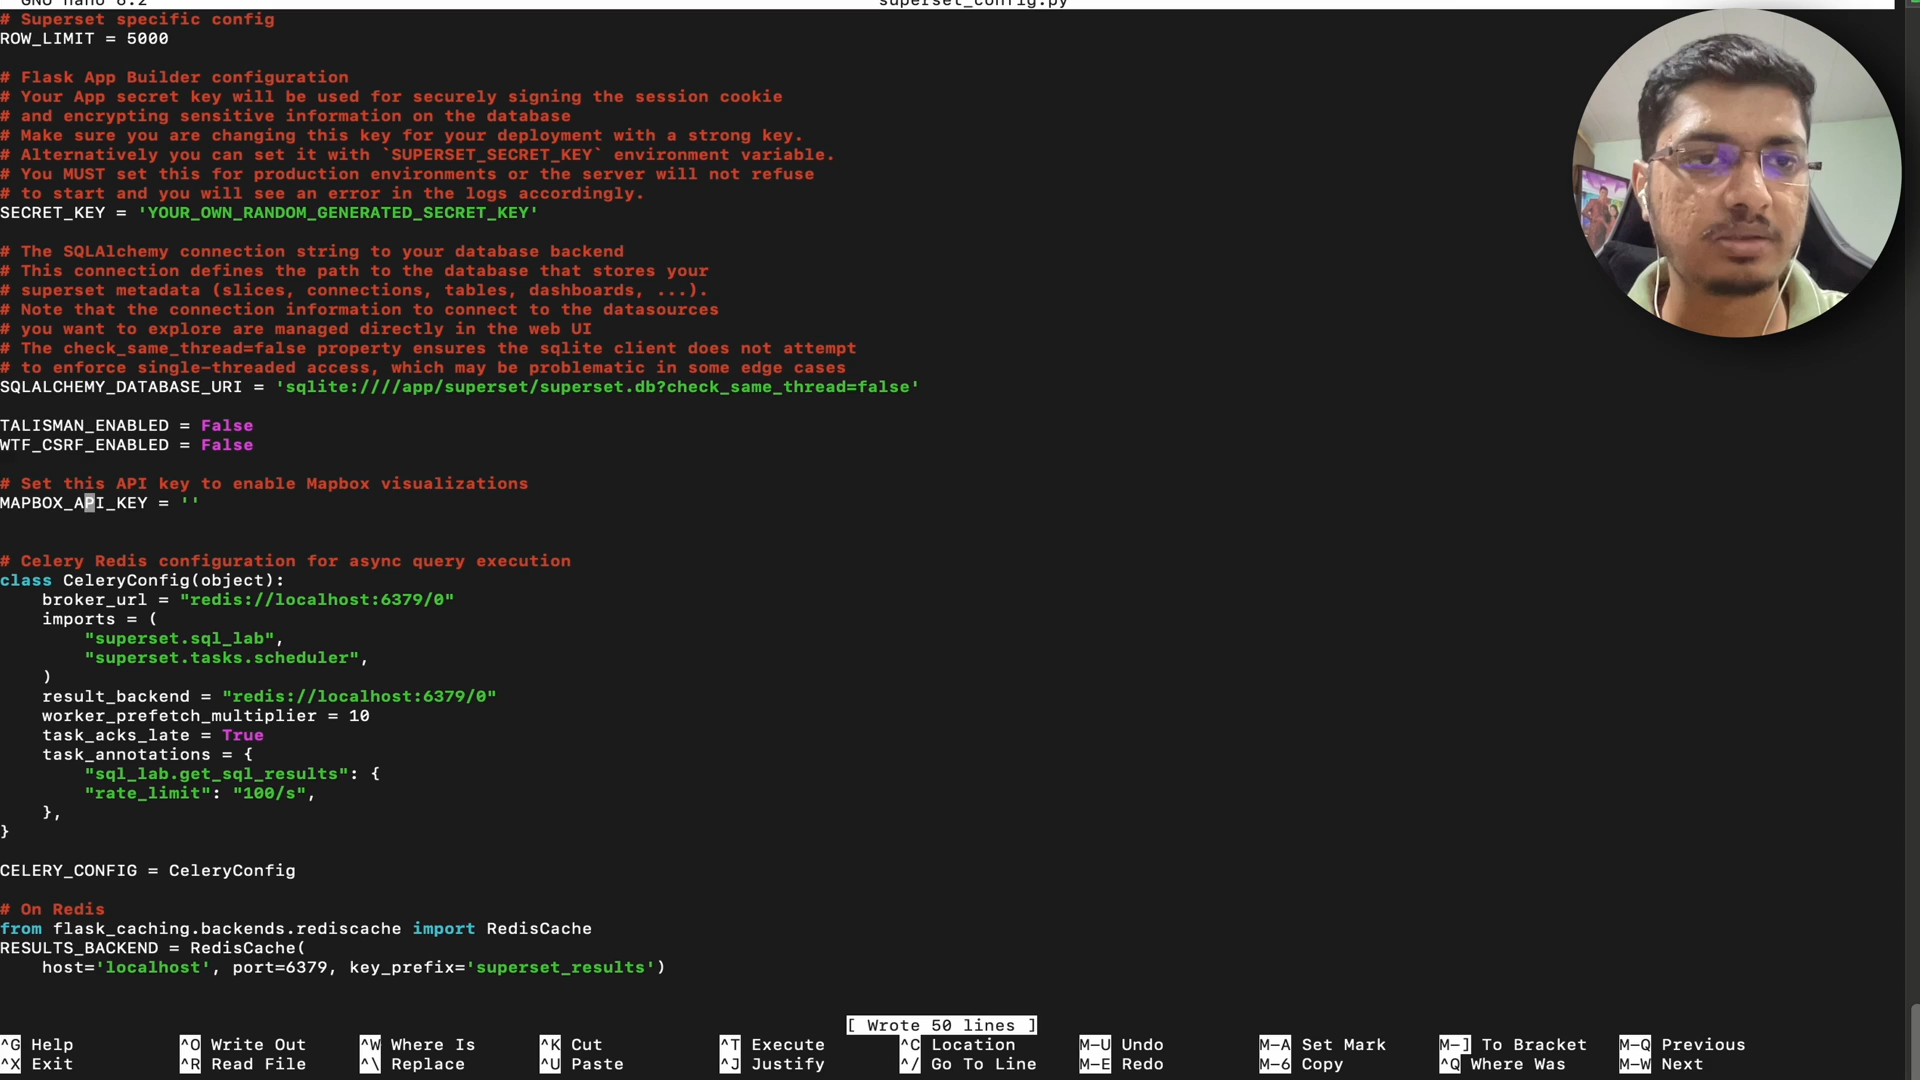 GNU nano 6.2 superset_config.py
# Superset specific config
ROW_LIMIT = 5000
# Flask App Builder configuration
# Your App secret key will be used for securely signing the session cookie
# and encrypting sensitive information on the database
# Make sure you are changing this key for your deployment with a strong key.
# Alternatively you can set it with `SUPERSET_SECRET_KEY` environment variable.
# You MUST set this for production environments or the server will not refuse
# to start and you will see an error in the logs accordingly.
SECRET_KEY = 'YOUR_OWN_RANDOM_GENERATED_SECRET_KEY'
# The SQLAlchemy connection string to your database backend
# This connection defines the path to the database that stores your
# superset metadata (slices, connections, tables, dashboards, ...).
# Note that the connection information to connect to the datasources
# you want to explore are managed directly in the web UI
# The check_same_thread=false property ensures the sqlite client does not attempt
# to enforce single-threaded access, which may be problematic in some edge cases
SQLALCHEMY_DATABASE_URI = 'sqlite:////app/superset/superset.db?check_same_thread=false'
TALISMAN_ENABLED = False
WTF_CSRF_ENABLED = False
# Set this API key to enable Mapbox visualizations
MAPBOX_API_KEY = ''
# Celery Redis configuration for async query execution
class CeleryConfig(object):
    broker_url = "redis://localhost:6379/0"
    imports = (
        "superset.sql_lab",
        "superset.tasks.scheduler",
    )
    result_backend = "redis://localhost:6379/0"
    worker_prefetch_multiplier = 10
    task_acks_late = True
    task_annotations = {
        "sql_lab.get_sql_results": {
        "rate_limit": "100/s",
    },
}
CELERY_CONFIG = CeleryConfig
# On Redis
from flask_caching.backends.rediscache import RedisCache
RESULTS_BACKEND = RedisCache(
    host='localhost', port=6379, key_prefix='superset_results')
[ Wrote 50 lines ]
^G Help ^O Write Out ^W Where Is ^K Cut ^T Execute ^C Location M-U Undo M-A Set Mark M-] To Bracket M-Q Previous
^X Exit ^R Read File ^\ Replace ^U Paste ^J Justify ^/ Go To Line M-E Redo M-6 Copy ^Q Where Was M-W Next